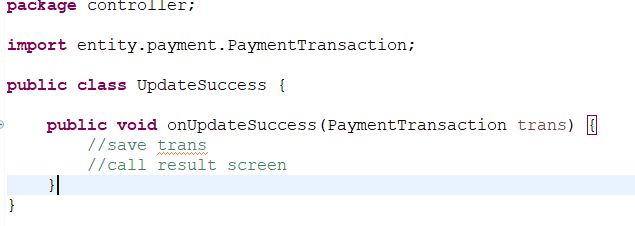 package controller;
import entity.payment.PaymentTransaction;
public class UpdateSuccess {
public void onUpdateSuccess(PaymentTransaction trans) {
//save trans
//call result screen
}
}